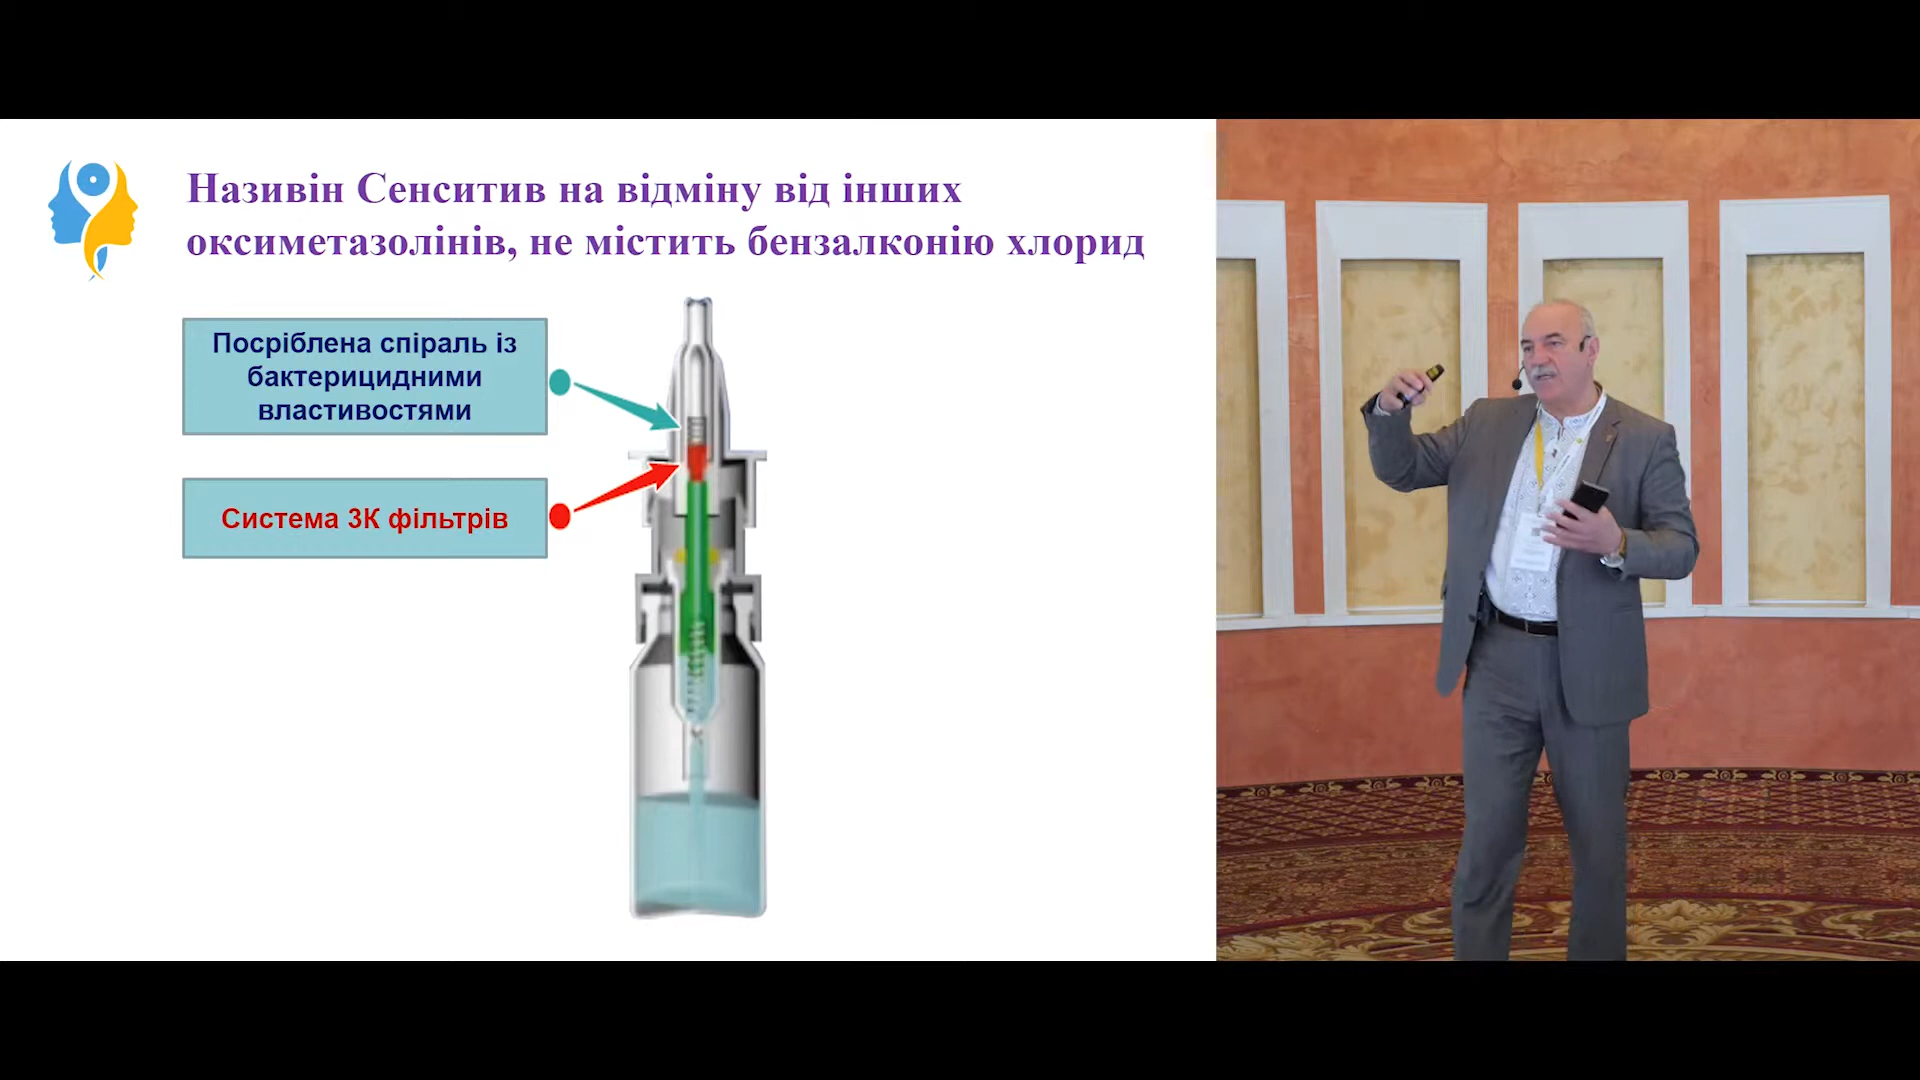 Називін Сенситив на відміну від інших
оксиметазолінів, не містить бензалконію хлорид
Посріблена спіраль із
бактерицидними
властивостями
Система 3К фільтрів